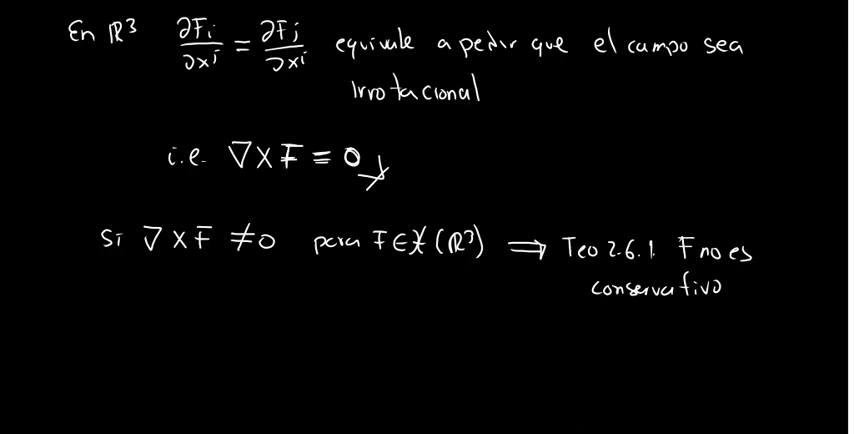 En ℝ³ ∂Fi/∂xʲ = ∂Fj/∂xⁱ equivale a pedir que el campo sea
irrotacional
i.e. ∇×F ≡ 0
Si ∇×F ≠ 0 para F ∈ 𝔛(ℝ³) ⟹ Teo 2.6.1. F no es
conservativo